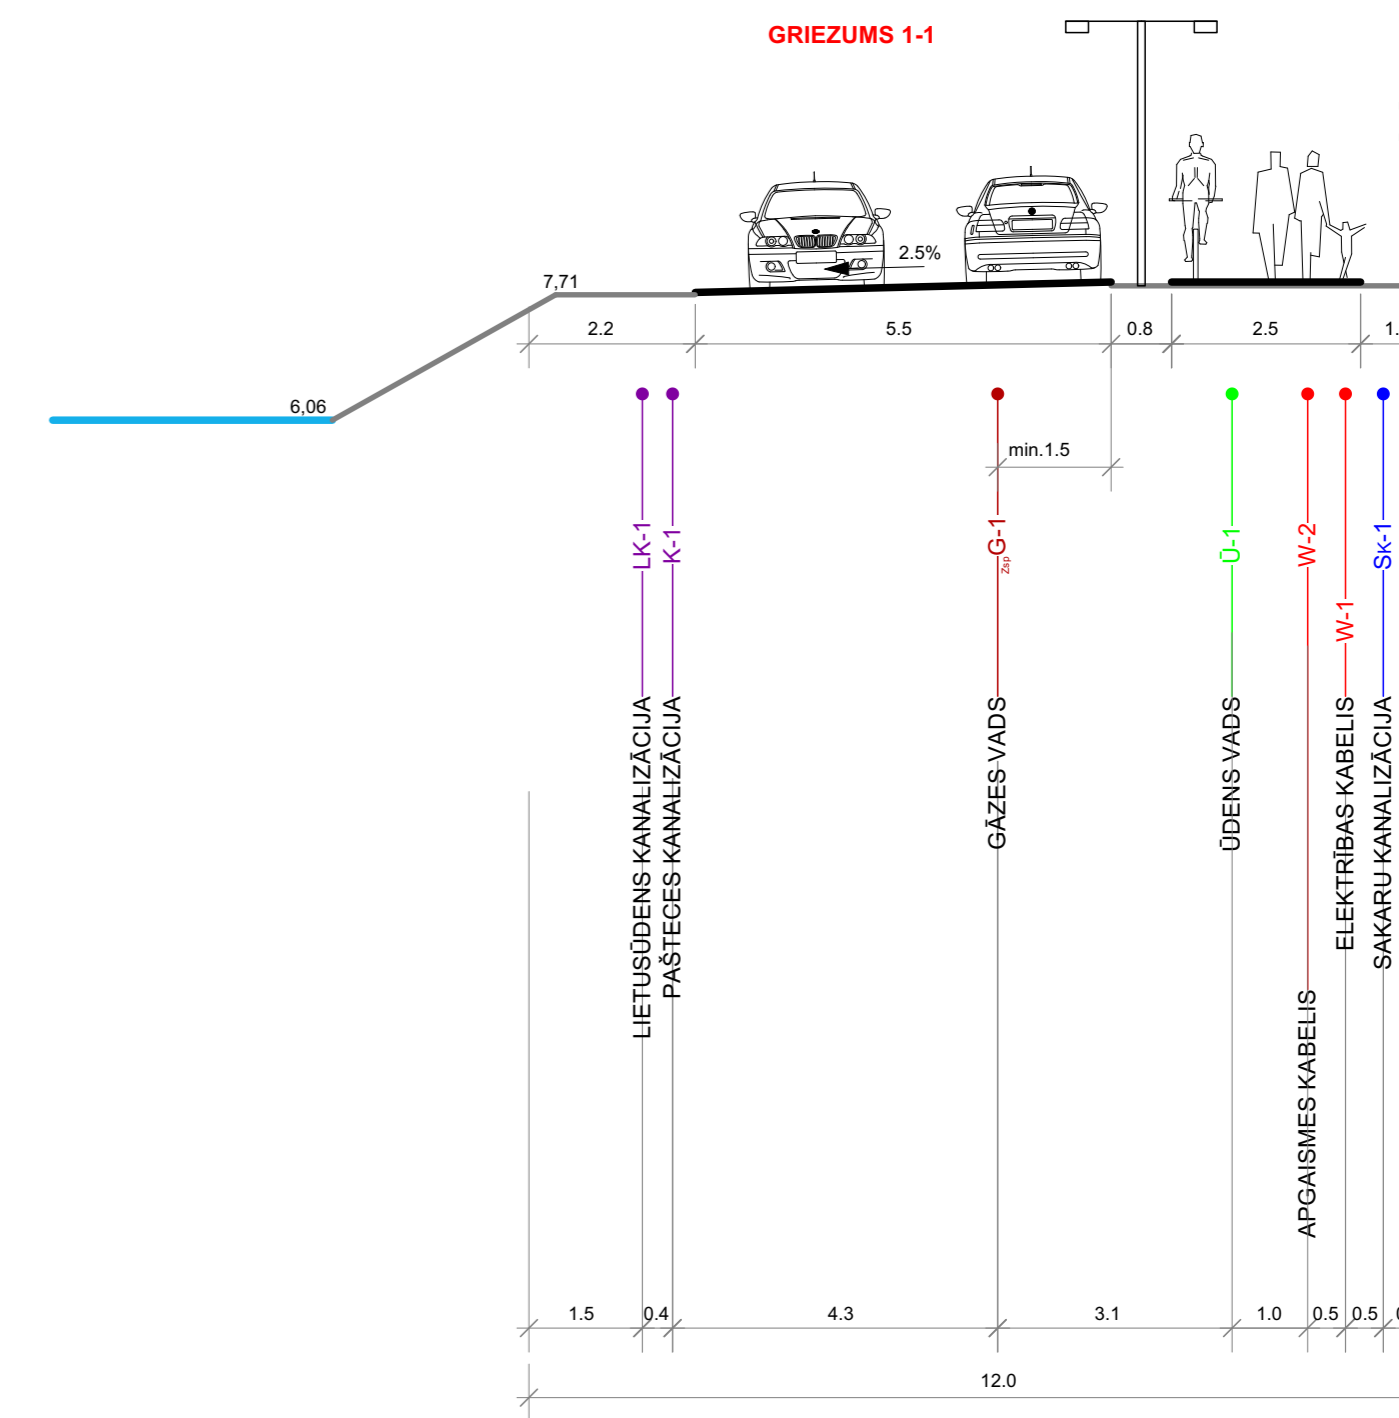 GRIEZUMS 1-1
2.5%
7,71
2.2
5.5
0.8
2.5
1.
6,06
min.1.5
LK-1
K-1
Zsp G-1
Ū-1
W-2
W-1
SK-1
LIETUSŪDENS KANALIZĀCIJA
PAŠTECES KANALIZĀCIJA
GĀZES VADS
ŪDENS VADS
APGAISMES KABELIS
ELEKTRĪBAS KABELIS
SAKARU KANALIZĀCIJA
1.5
0.4
4.3
3.1
1.0
0.5
0.5
12.0